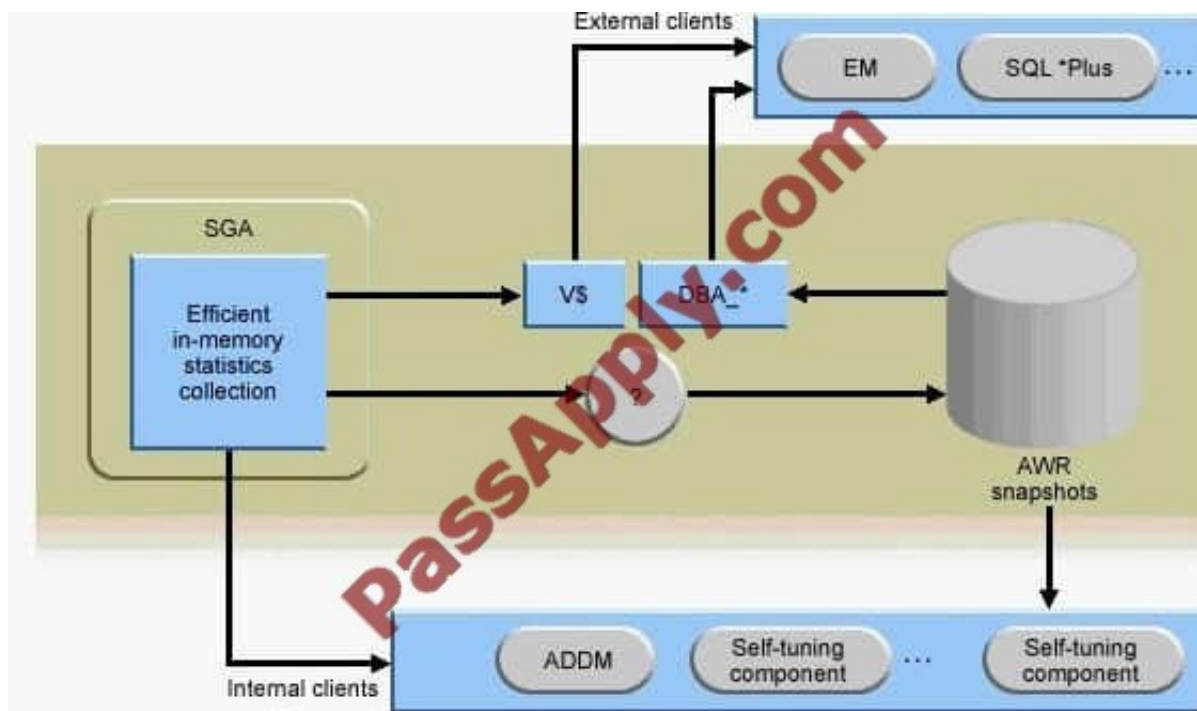 External clients
EM
SQL *Plus
...
SGA
Efficient
in-memory
statistics
collection
V$
DBA_*
?
AWR
snapshots
PassApply.com
Internal clients
ADDM
Self-tuning
component
...
Self-tuning
component